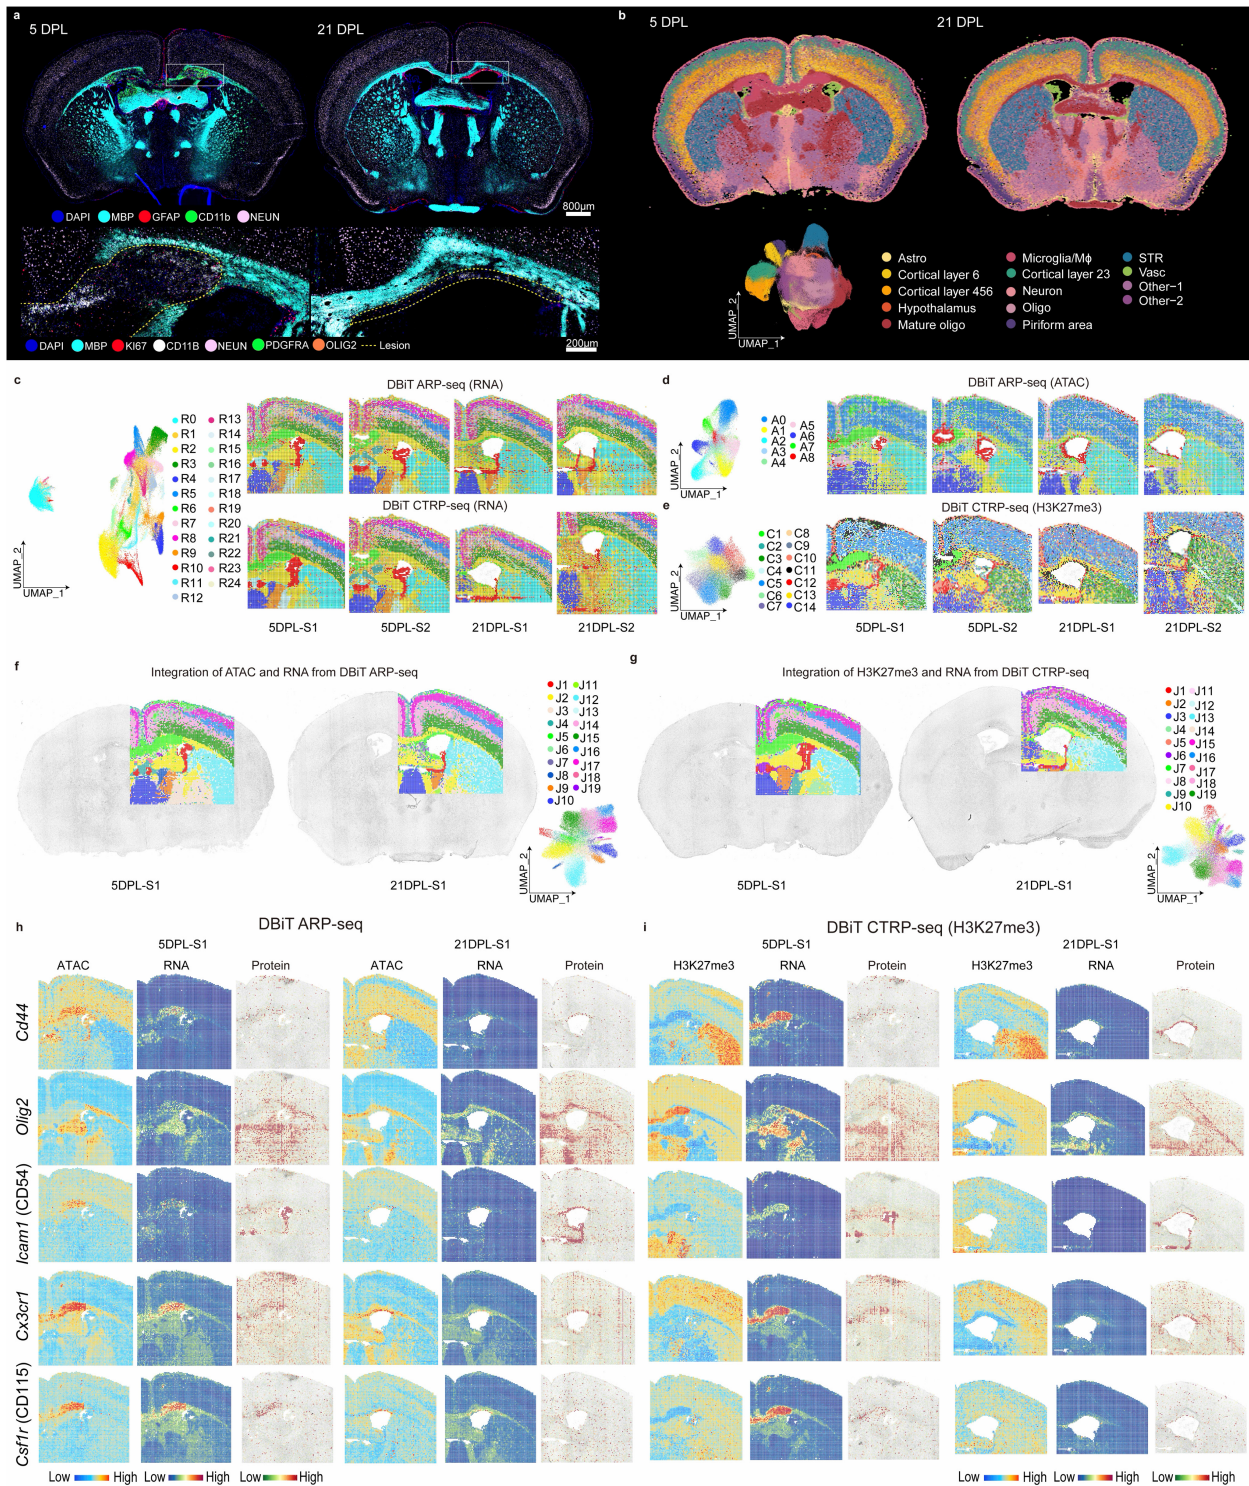 a
5 DPL
21 DPL
800µm
DAPI MBP GFAP CD11b NEUN
DAPI MBP KI67 CD11B NEUN PDGFRA OLIG2 ---- Lesion
200µm
b
5 DPL
21 DPL
UMAP_2
UMAP_1
Astro
Cortical layer 6
Cortical layer 456
Hypothalamus
Mature oligo
Microglia/Mϕ
Cortical layer 23
Neuron
Oligo
Piriform area
STR
Vasc
Other-1
Other-2
c
UMAP_2
UMAP_1
R0 R13
R1 R14
R2 R15
R3 R16
R4 R17
R5 R18
R6 R19
R7 R20
R8 R21
R9 R22
R10 R23
R11 R24
R12
DBiT ARP-seq (RNA)
DBiT CTRP-seq (RNA)
5DPL-S1 5DPL-S2 21DPL-S1 21DPL-S2
d
UMAP_2
UMAP_1
A0
A1
A2
A3
A4
A5
A6
A7
A8
DBiT ARP-seq (ATAC)
e
UMAP_2
UMAP_1
C1 C8
C2 C9
C3 C10
C4 C11
C5 C12
C6 C13
C7 C14
DBiT CTRP-seq (H3K27me3)
5DPL-S1 5DPL-S2 21DPL-S1 21DPL-S2
f
Integration of ATAC and RNA from DBiT ARP-seq
J1 J11
J2 J12
J3 J13
J4 J14
J5 J15
J6 J16
J7 J17
J8 J18
J9 J19
J10
UMAP_2
UMAP_1
5DPL-S1
21DPL-S1
g
Integration of H3K27me3 and RNA from DBiT CTRP-seq
J1 J11
J2 J12
J3 J13
J4 J14
J5 J15
J6 J16
J7 J17
J8 J18
J9 J19
J10
UMAP_2
UMAP_1
5DPL-S1
21DPL-S1
h
DBiT ARP-seq
5DPL-S1
21DPL-S1
ATAC RNA Protein ATAC RNA Protein
Cd44
Olig2
Icam1 (CD54)
Cx3cr1
Csf1r (CD115)
Low High Low High Low High
i
DBiT CTRP-seq (H3K27me3)
5DPL-S1
21DPL-S1
H3K27me3 RNA Protein H3K27me3 RNA Protein
Low High Low High Low High